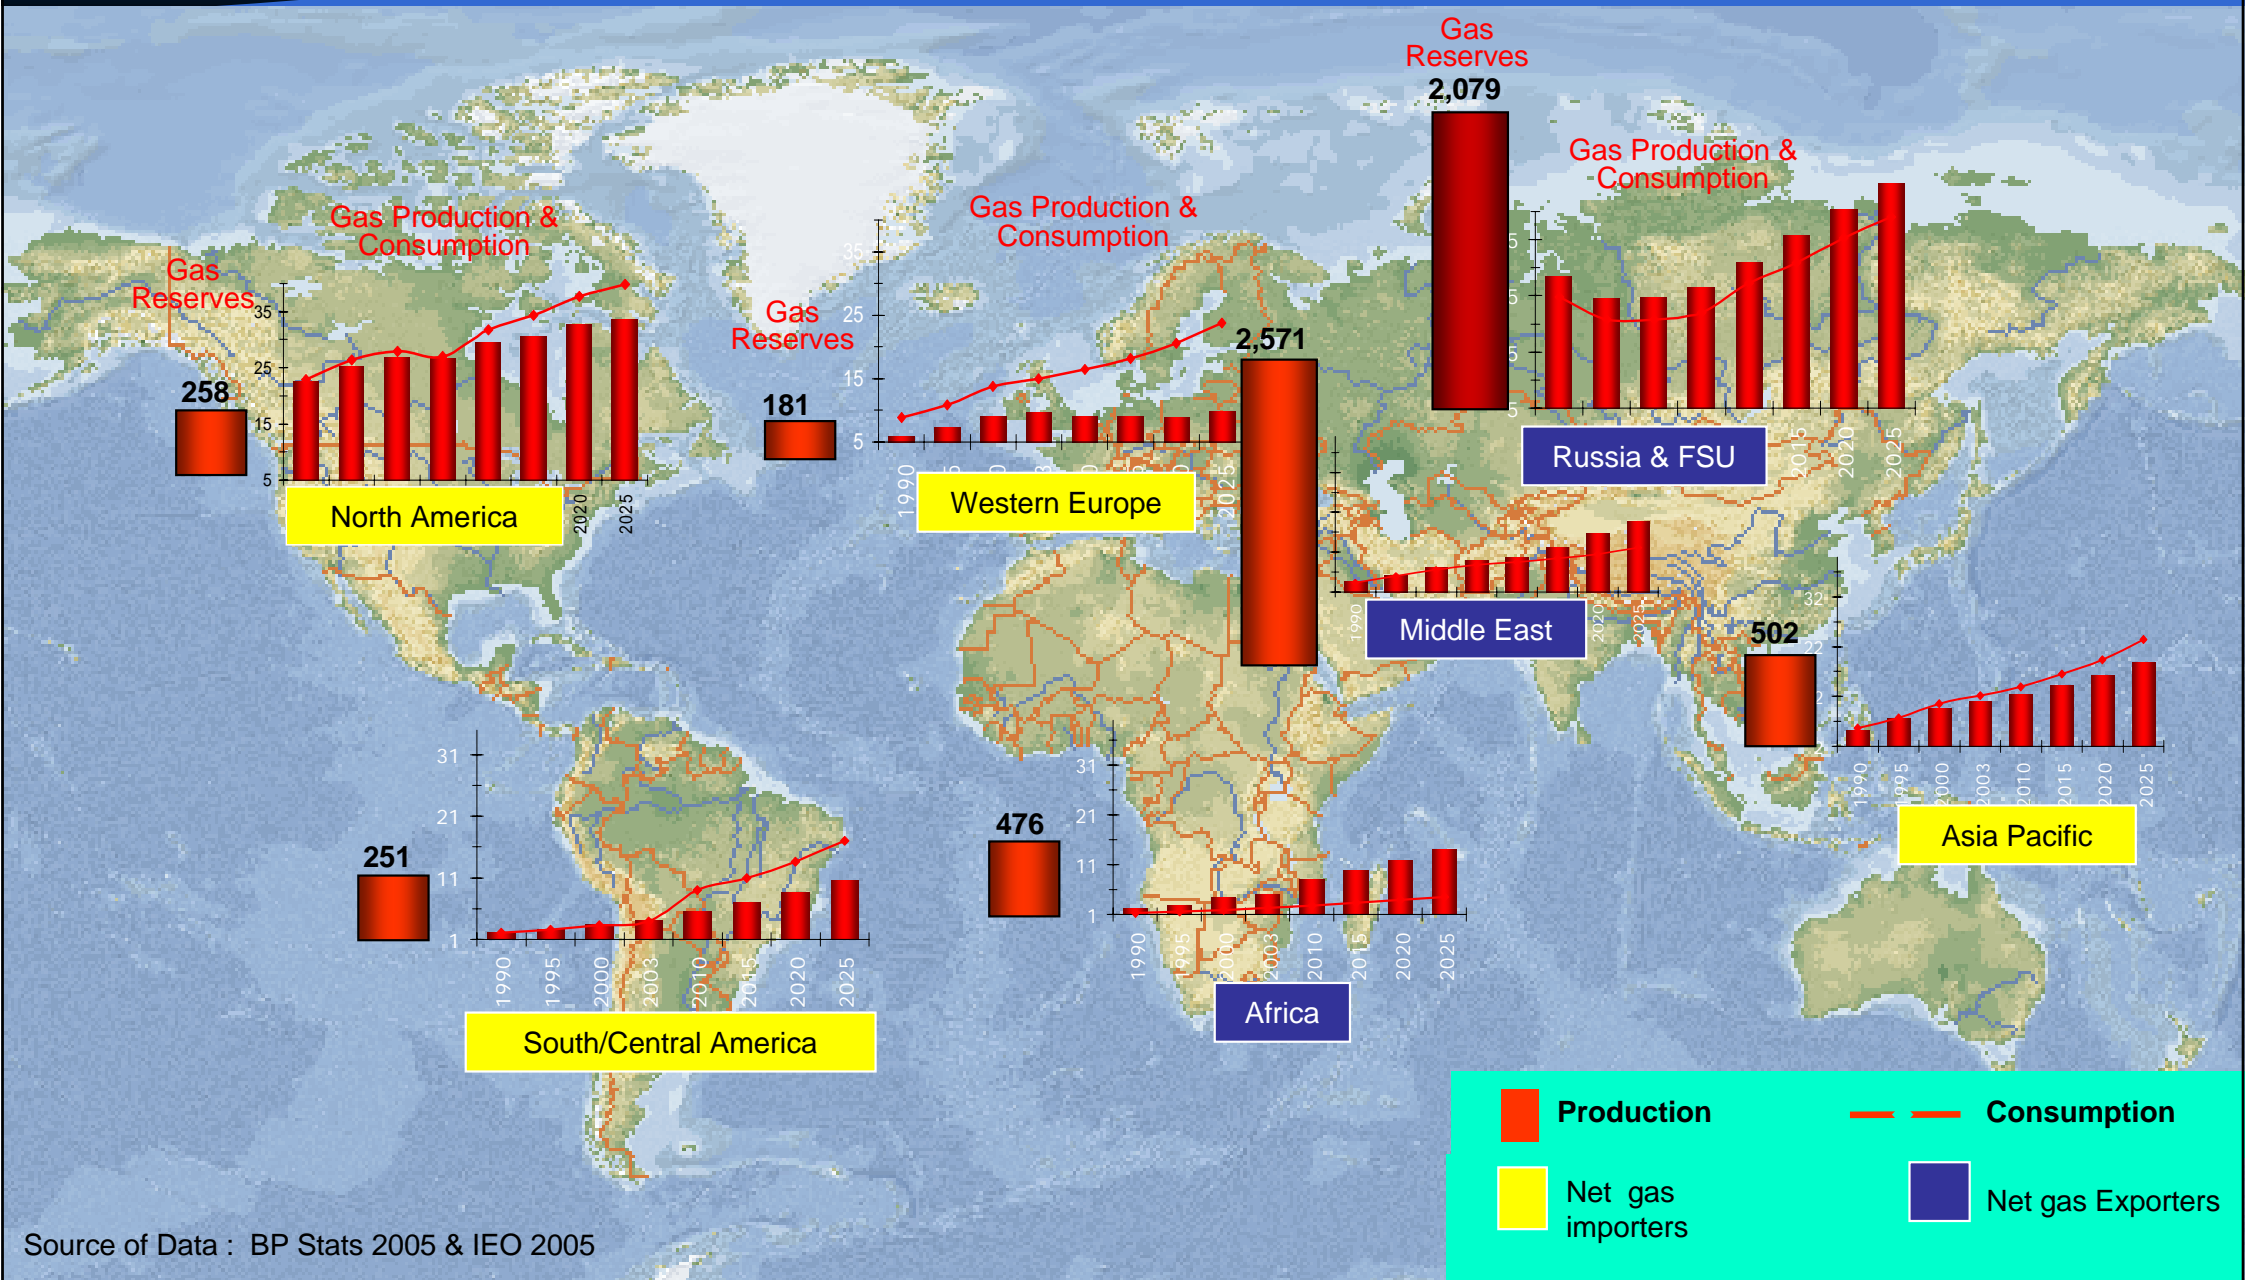 Gas
Reserves
2,079
Gas Production &
Consumption
Gas Production &
Consumption
Gas Production &
Consumption
Gas
Reserves
258
35
25
15
5
2020
2025
North America
Gas
Reserves
181
35
25
15
5
1990
2025
Western Europe
2,571
1990
2020
2025
Middle East
2015
2020
2025
Russia & FSU
502
32
22
1990
1995
2000
2003
2010
2015
2020
2025
Asia Pacific
251
31
21
11
1
1990
1995
2000
2003
2010
2015
2020
2025
South/Central America
476
31
21
11
1
1990
1995
2000
2003
2010
2015
2020
2025
Africa
Production
Consumption
Net gas
importers
Net gas Exporters
Source of Data : BP Stats 2005 & IEO 2005